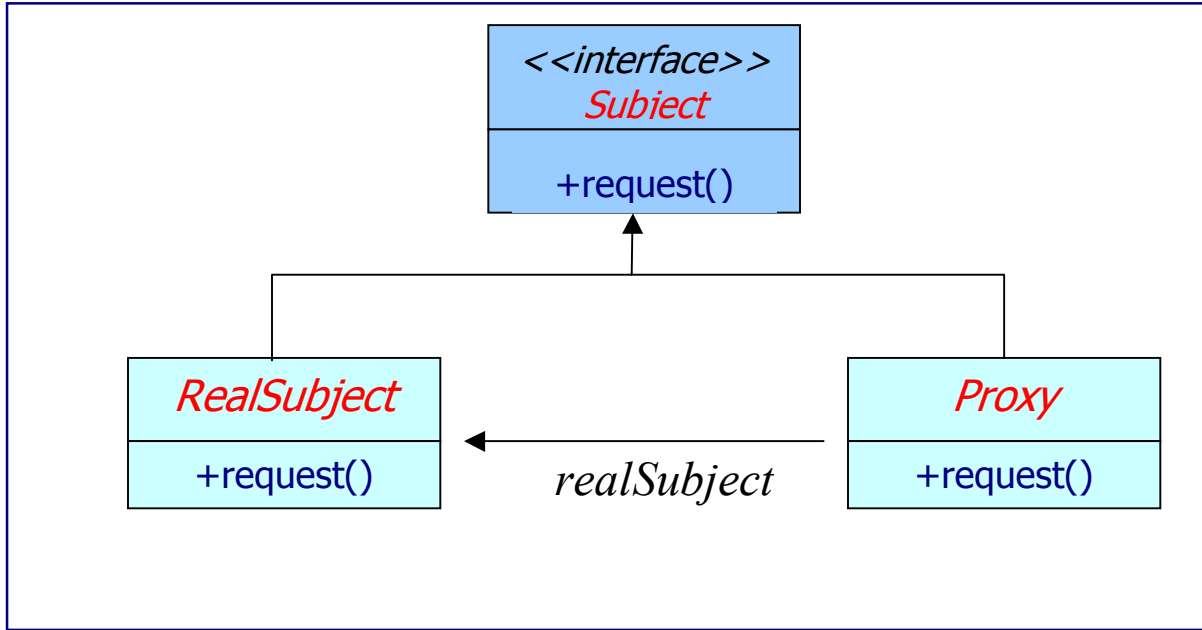 <<interface>>
Subject
+request()
RealSubject
+request()
realSubject
Proxy
+request()